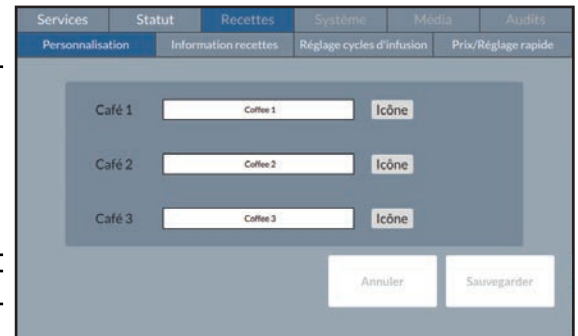 Services Statut Recettes Système Média Audits
Personnalisation Information recettes Réglage cycles d'infusion Prix/Réglage rapide
Café 1 Coffee 1 Icône
Café 2 Coffee 2 Icône
Café 3 Coffee 3 Icône
Annuler Sauvegarder